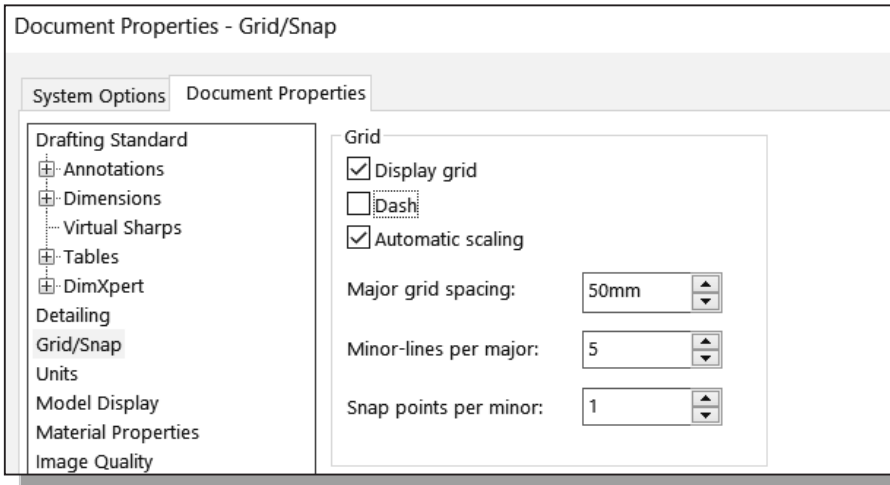 Document Properties - Grid/Snap
System Options Document Properties
Drafting Standard
Annotations
Dimensions
Virtual Sharps
Tables
DimXpert
Detailing
Grid/Snap
Units
Model Display
Material Properties
Image Quality
Grid
Display grid
Dash
Automatic scaling
Major grid spacing: 50mm
Minor-lines per major: 5
Snap points per minor: 1